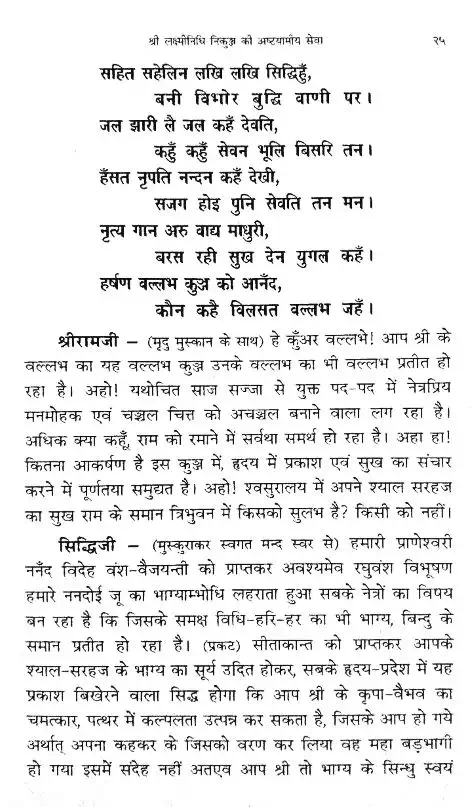 श्री लक्ष्मीनिधि निकुञ्ज की अष्टयामीय सेवा २५
सहित सहेलिन लखि लखि सिद्धिहुँ,
बनी विभोर बुद्धि वाणी पर।
जल झारी लै जल कहँ देवति,
कहुँ कहुँ सेवन भूलि बिसरि तन।
हँसत नृपति नन्दन कहँ देखी,
सजग होइ पुनि सेवति तन मन।
नृत्य गान अरु वाद्य माधुरी,
बरस रही सुख देन युगल कहँ।
हर्षण वल्लभ कुञ्ज को आनँद,
कौन कहै विलसत वल्लभ जहँ।
श्रीरामजी – (मृदु मुस्कान के साथ) हे कुँअर वल्लभे! आप श्री के
वल्लभ का यह वल्लभ कुञ्ज उनके वल्लभ का भी वल्लभ प्रतीत हो
रहा है। अहो! यथोचित साज सज्जा से युक्त पद-पद में नेत्रप्रिय
मनमोहक एवं चञ्चल चित्त को अचञ्चल बनाने वाला लग रहा है।
अधिक क्या कहूँ, राम को रमाने में सर्वथा समर्थ हो रहा है। अहा हा!
कितना आकर्षण है इस कुञ्ज में, हृदय में प्रकाश एवं सुख का संचार
करने में पूर्णतया समुद्यत है। अहो! श्वसुरालय में अपने श्याल सरहज
का सुख राम के समान त्रिभुवन में किसको सुलभ है? किसी को नहीं।
सिद्धिजी – (मुस्कुराकर स्वगत मन्द स्वर से) हमारी प्राणेश्वरी
ननँद विदेह वंश-वैजयन्ती को प्राप्तकर अवश्यमेव रघुवंश विभूषण
हमारे ननदोई जू का भाग्याम्भोधि लहराता हुआ सबके नेत्रों का विषय
बन रहा है कि जिसके समक्ष विधि-हरि-हर का भी भाग्य, बिन्दु के
समान प्रतीत हो रहा है। (प्रकट) सीताकान्त को प्राप्तकर आपके
श्याल-सरहज के भाग्य का सूर्य उदित होकर, सबके हृदय-प्रदेश में यह
प्रकाश बिखेरने वाला सिद्ध होगा कि आप श्री के कृपा-वैभव का
चमत्कार, पत्थर में कल्पलता उत्पन्न कर सकता है, जिसके आप हो गये
अर्थात् अपना कहकर के जिसको वरण कर लिया वह महा बड़भागी
हो गया इसमें संदेह नहीं अतएव आप श्री तो भाग्य के सिन्धु स्वयं